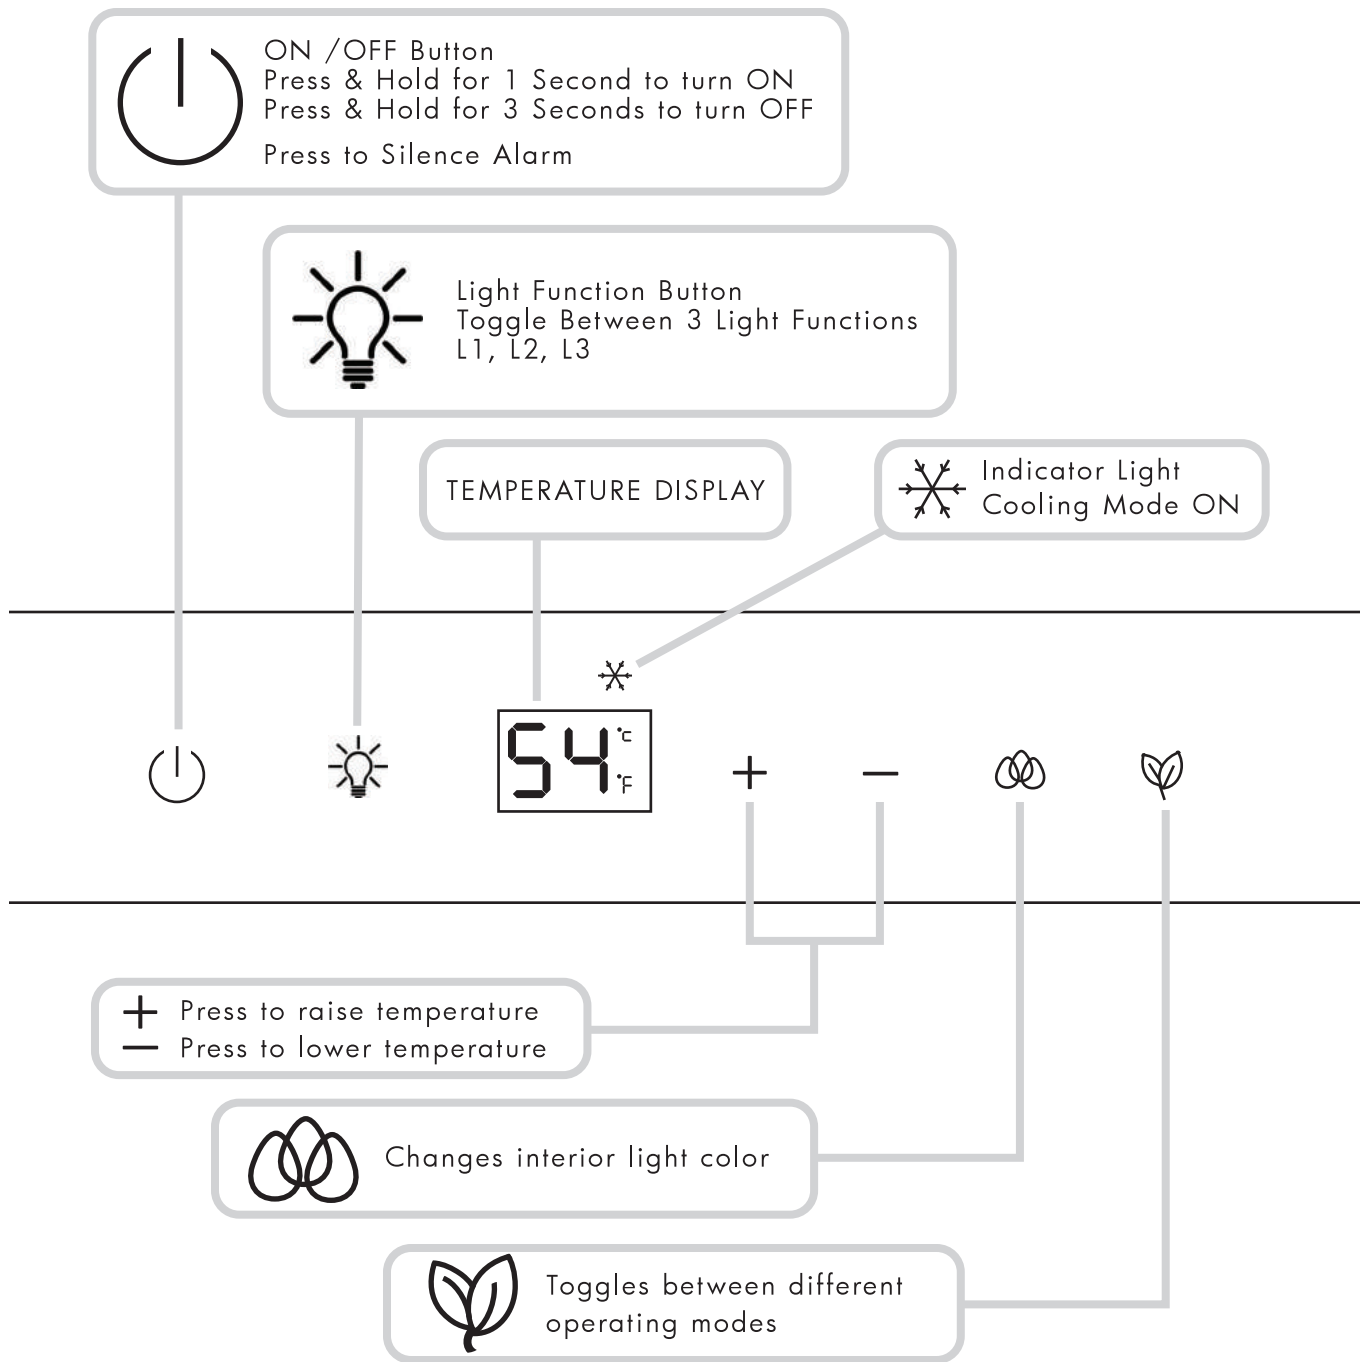 ON /OFF Button
Press & Hold for 1 Second to turn ON
Press & Hold for 3 Seconds to turn OFF
Press to Silence Alarm
Light Function Button
Toggle Between 3 Light Functions
L1, L2, L3
TEMPERATURE DISPLAY
Indicator Light
Cooling Mode ON
54 °C
°F
+ −
+ Press to raise temperature
− Press to lower temperature
Changes interior light color
Toggles between different
operating modes